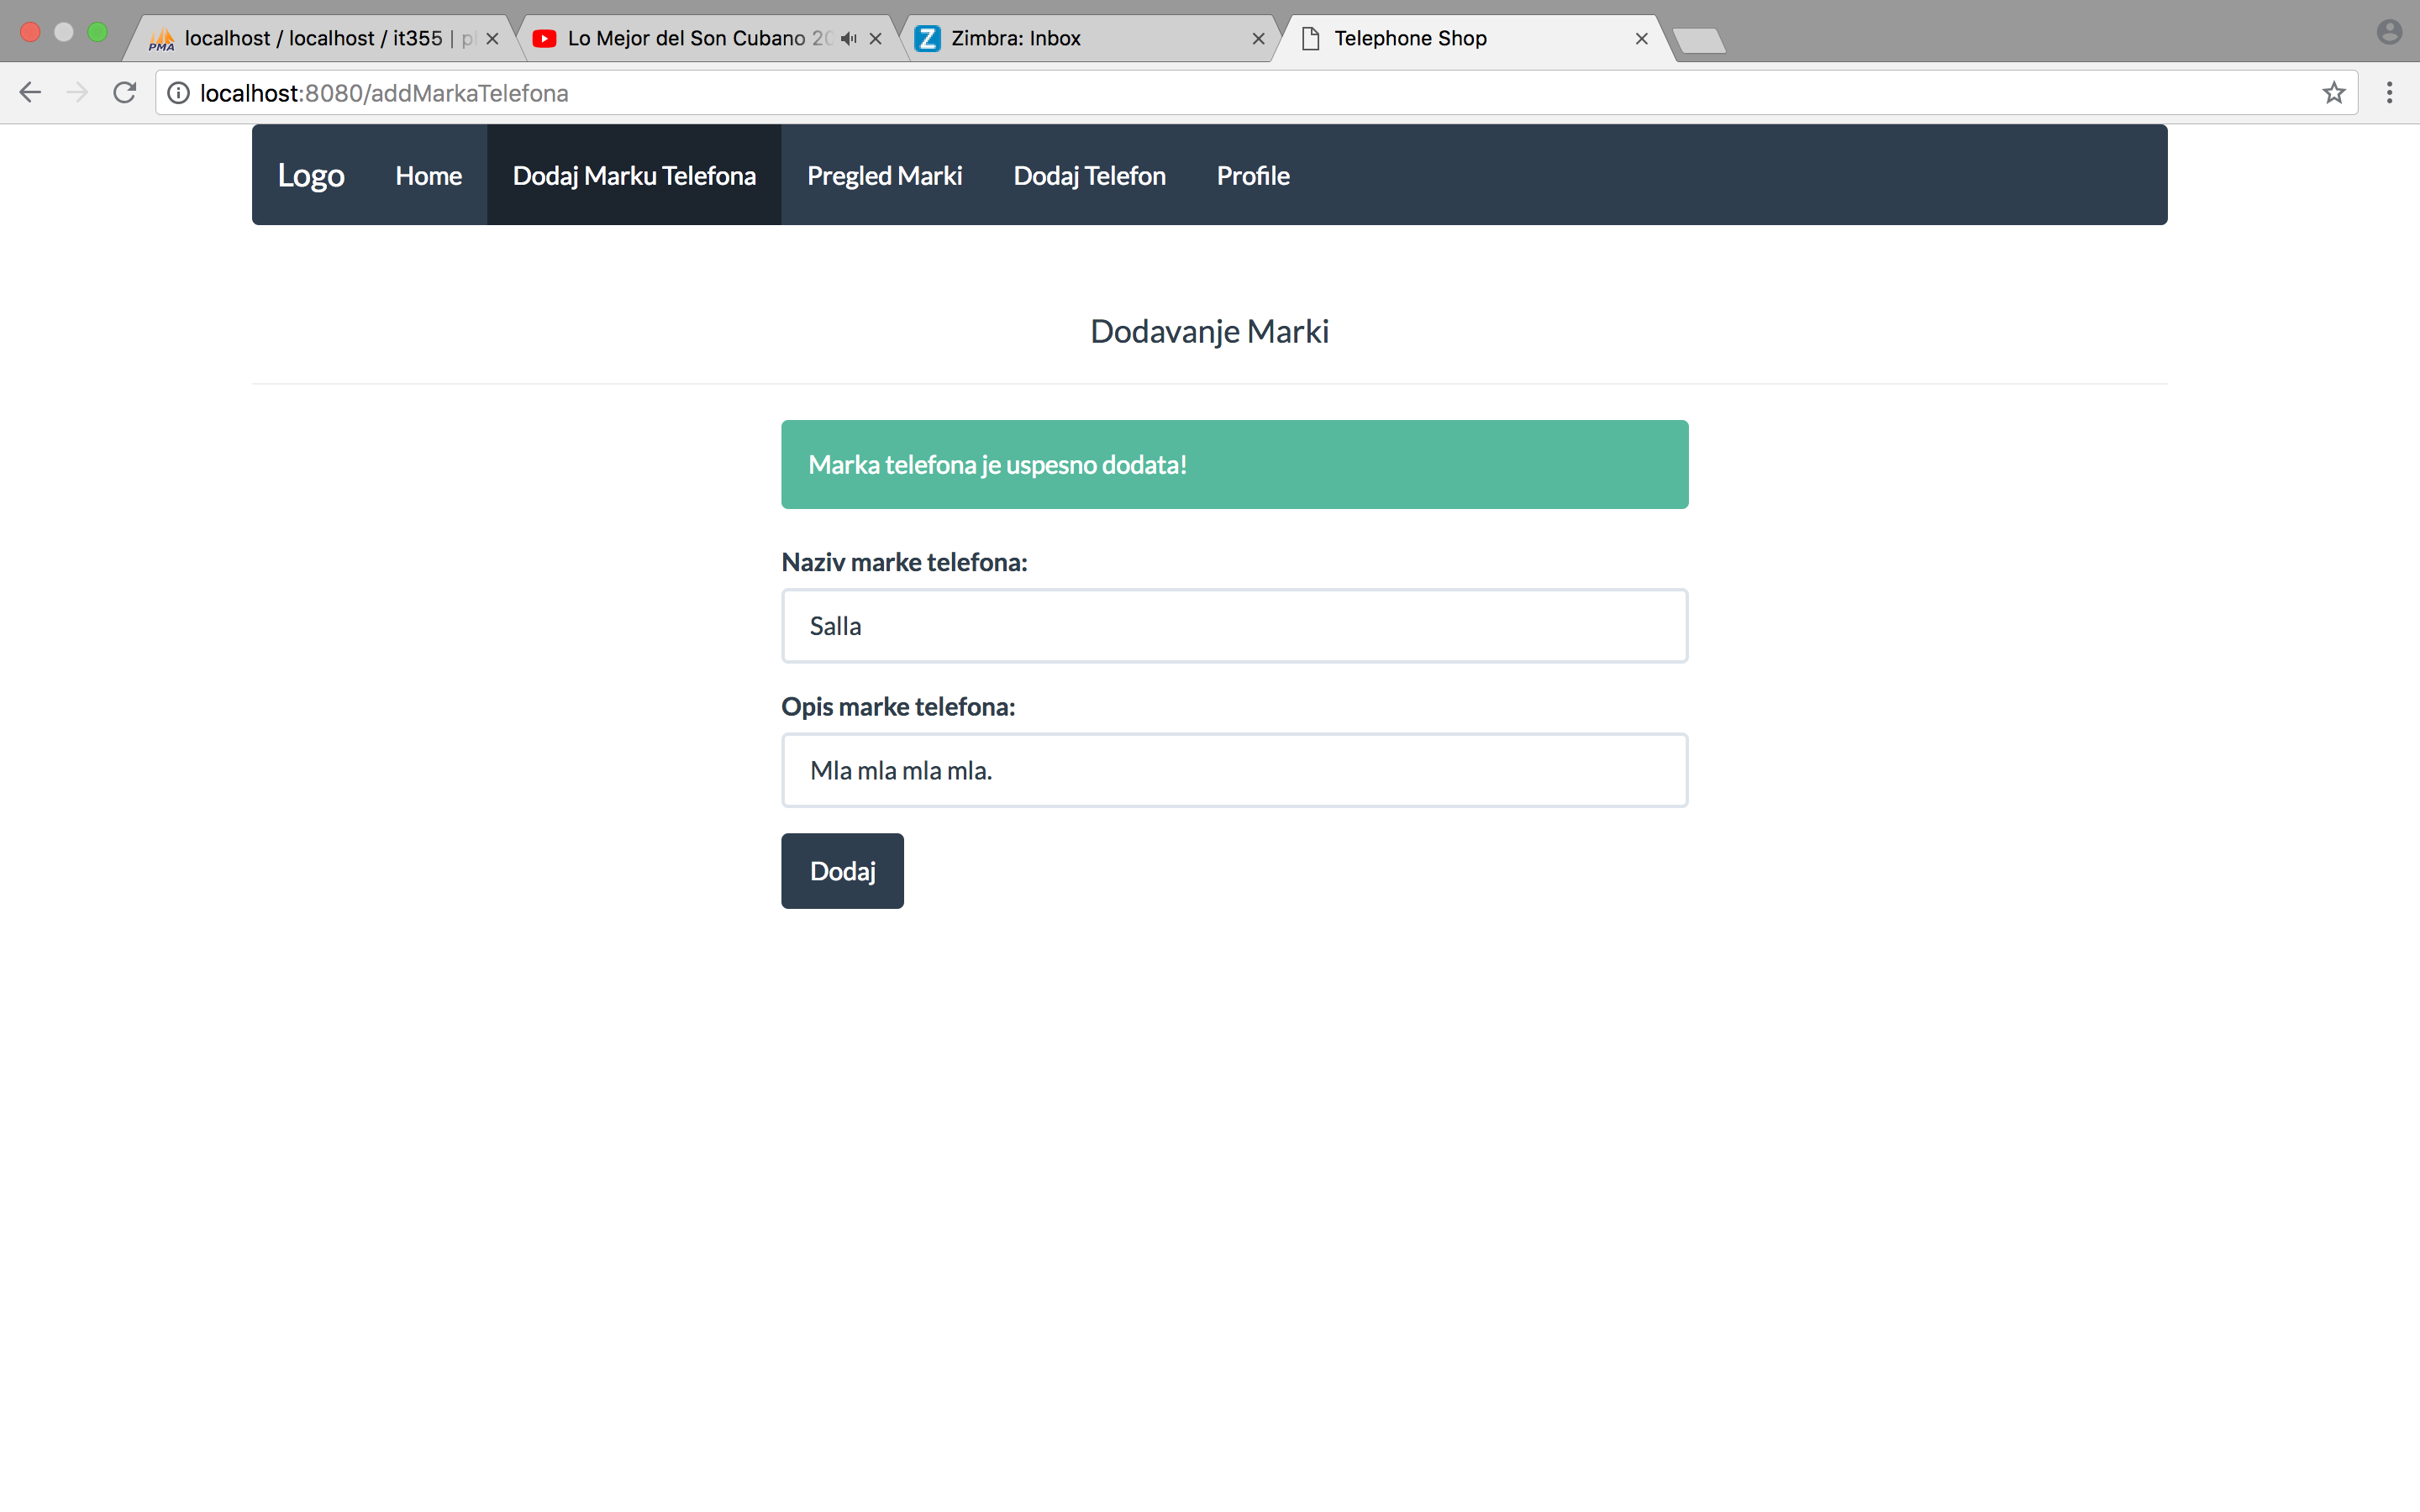 PMA localhost / localhost / it355 |
Lo Mejor del Son Cubano
Z Zimbra: Inbox
Telephone Shop
localhost:8080/addMarkaTelefona
Logo Home Dodaj Marku Telefona Pregled Marki Dodaj Telefon Profile
Dodavanje Marki
Marka telefona je uspesno dodata!
Naziv marke telefona:
Salla
Opis marke telefona:
Mla mla mla mla.
Dodaj